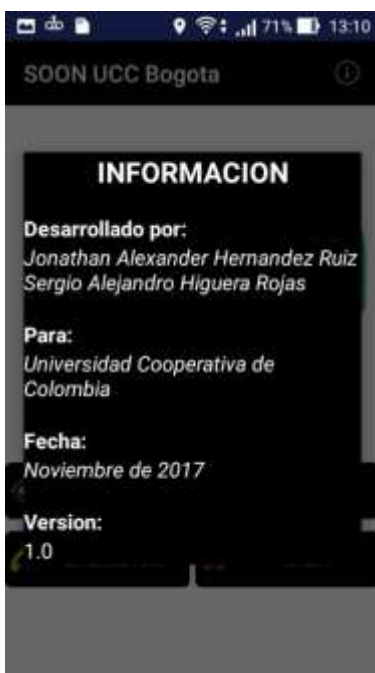 71% 13:10
SOON UCC Bogota
INFORMACION
Desarrollado por:
Jonathan Alexander Hernandez Ruiz
Sergio Alejandro Higuera Rojas
Para:
Universidad Cooperativa de
Colombia
Fecha:
Noviembre de 2017
Version:
1.0